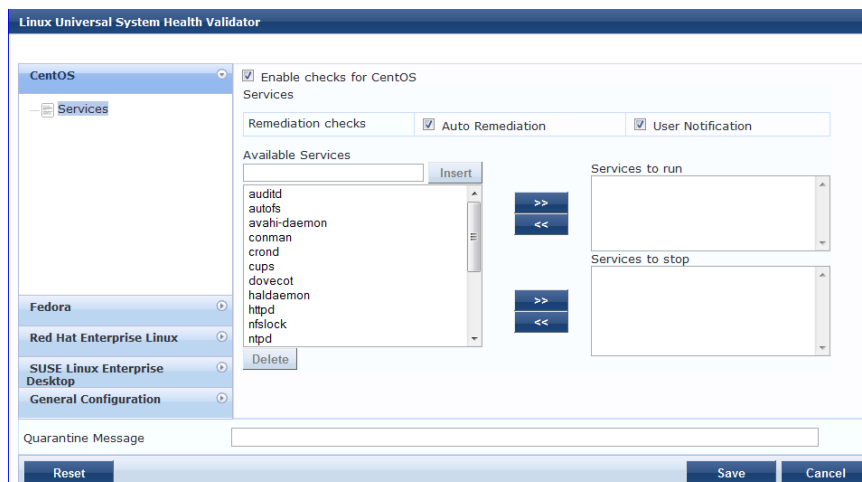 Linux Universal System Health Validator
CentOS
Services
Fedora
Red Hat Enterprise Linux
SUSE Linux Enterprise
Desktop
General Configuration
Enable checks for CentOS
Services
Remediation checks
Auto Remediation
User Notification
Available Services
Insert
auditd
autofs
avahi-daemon
conman
crond
cups
dovecot
haldaemon
httpd
nfslock
ntpd
Delete
>>
<<
>>
<<
Services to run
Services to stop
Quarantine Message
Reset
Save
Cancel